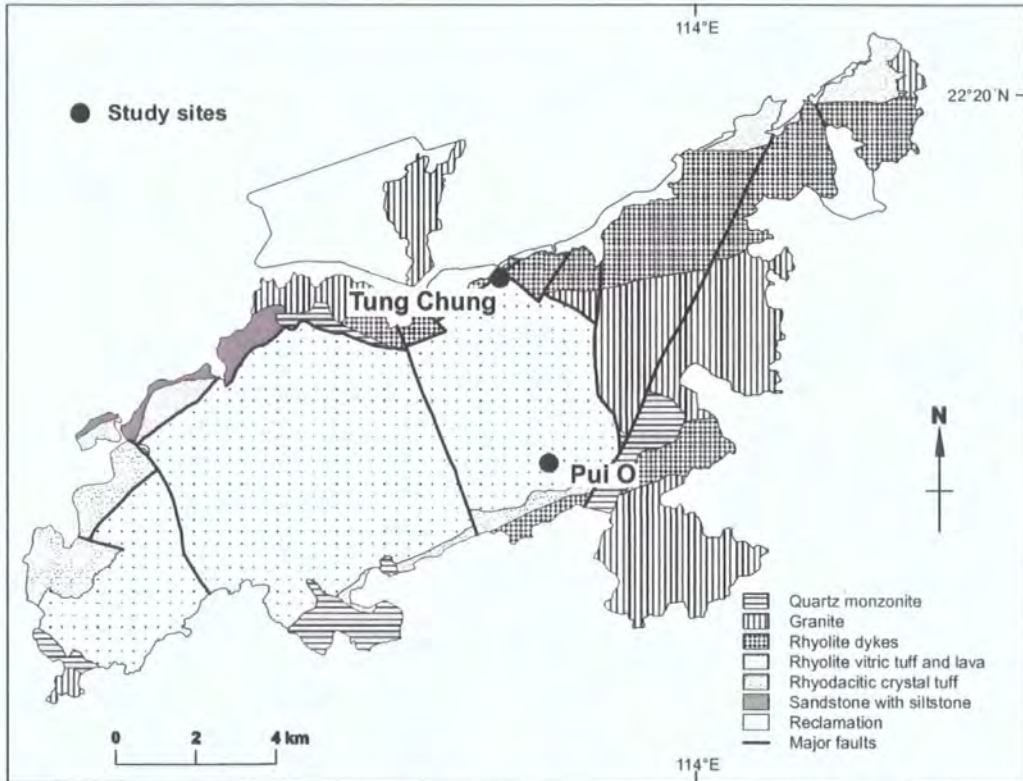 114°E
22°20´N
Study sites
Tung Chung
N
Pui O
Quartz monzonite
Granite
Rhyolite dykes
Rhyolite vitric tuff and lava
Rhyodacitic crystal tuff
Sandstone with siltstone
Reclamation
Major faults
0 2 4 km
114°E